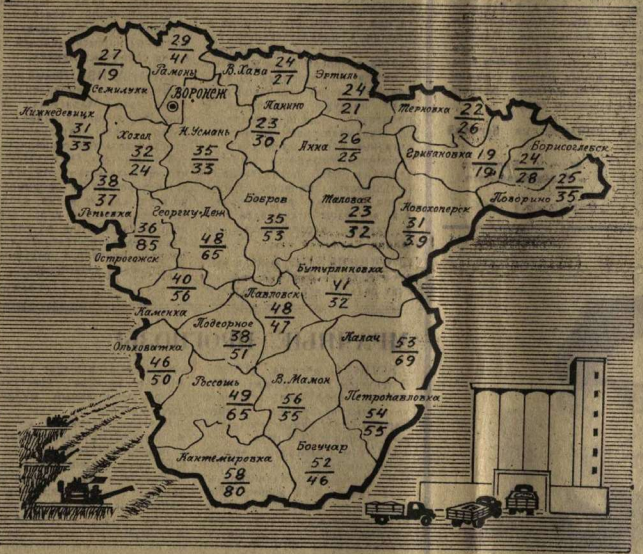 27
19
Семилуки
29
41
Рамонь
24
В.Хава
27
Эртиль
24
21
ВОРОНЕЖ
Нижнедевицк
31
33
Хохол
32
24
Н.Усмань
35
33
Панино
23
30
Анна
26
25
Терновка
22
26
Грибановка
19
19
Борисоглебск
24
28
Поворино
25
35
38
37
Репьевка
Георгиу-Деж
48
65
Бобров
35
53
Таловая
23
32
Новохоперск
31
39
36
85
Острогожск
40
56
Каменка
Бутурлиновка
41
52
Павловск
48
47
Подгорное
38
51
Калач
53
69
Ольховатка
46
50
Россошь
49
65
В.Мамон
56
55
Петропавловка
54
55
Кантемировка
58
80
Богучар
52
46